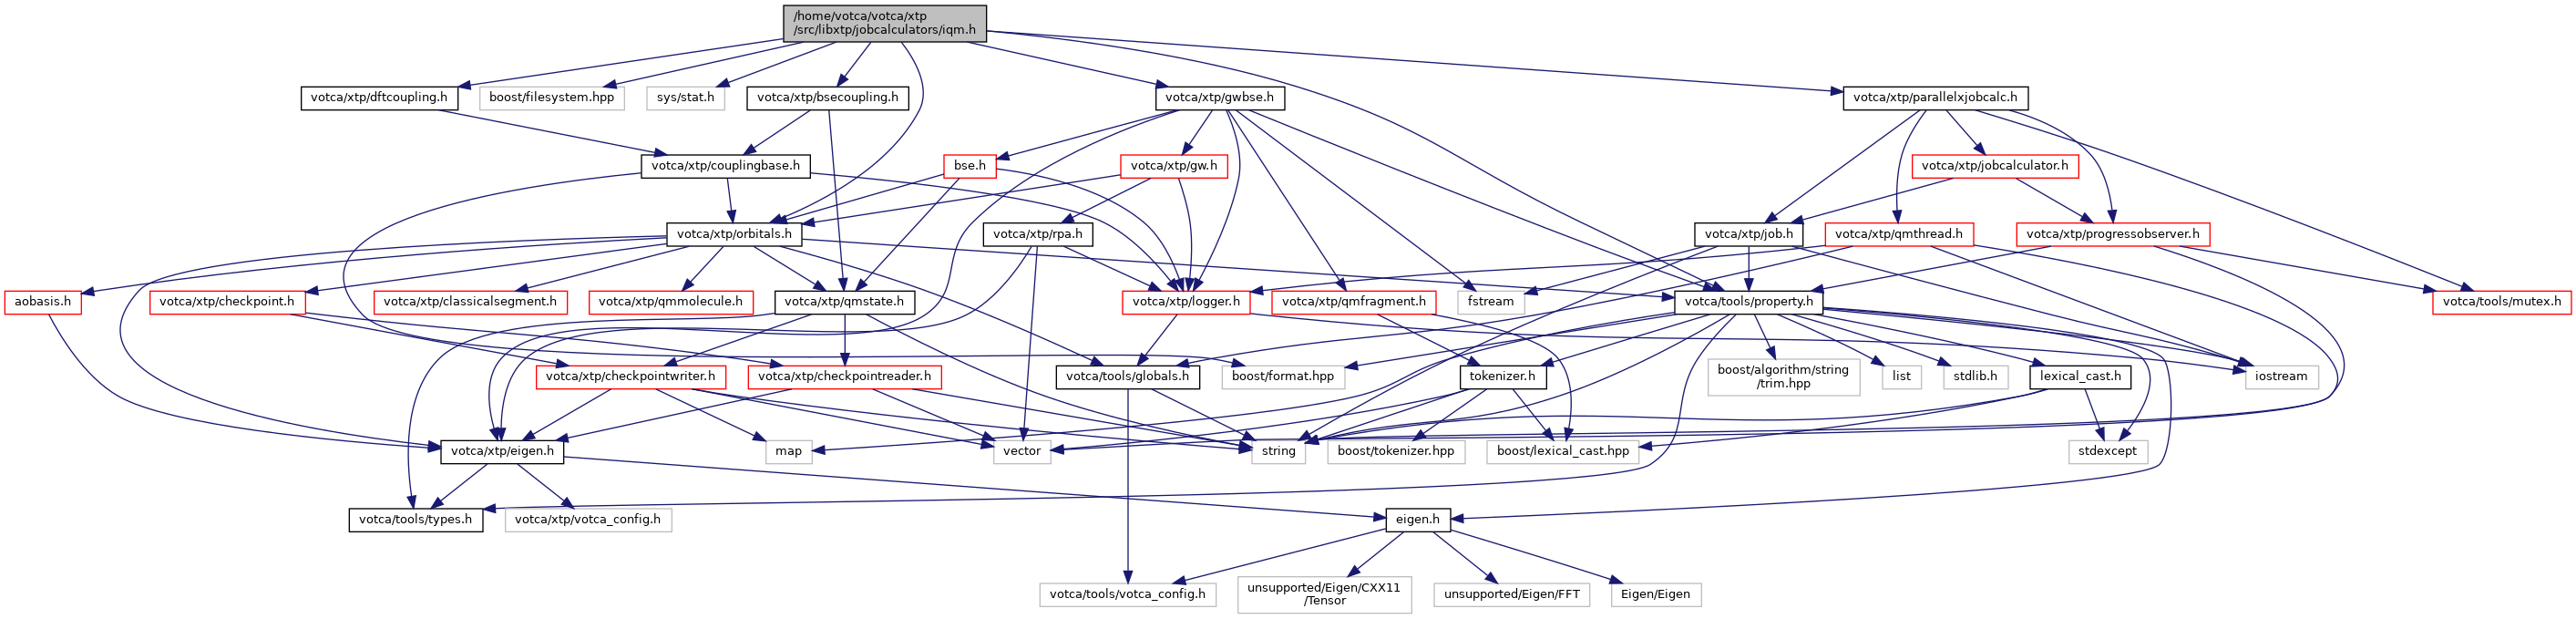 /home/votca/votca/xtp
/src/libxtp/jobcalculators/iqm.h
votca/xtp/dftcoupling.h
boost/filesystem.hpp
sys/stat.h
votca/xtp/bsecoupling.h
votca/xtp/gwbse.h
votca/xtp/parallelxjobcalc.h
votca/xtp/couplingbase.h
bse.h
votca/xtp/gw.h
votca/xtp/jobcalculator.h
votca/xtp/orbitals.h
votca/xtp/rpa.h
votca/xtp/job.h
votca/xtp/qmthread.h
votca/xtp/progressobserver.h
aobasis.h
votca/xtp/checkpoint.h
votca/xtp/classicalsegment.h
votca/xtp/qmmolecule.h
votca/xtp/qmstate.h
votca/xtp/logger.h
votca/xtp/qmfragment.h
fstream
votca/tools/property.h
votca/tools/mutex.h
votca/xtp/checkpointwriter.h
votca/xtp/checkpointreader.h
votca/tools/globals.h
boost/format.hpp
tokenizer.h
boost/algorithm/string
/trim.hpp
list
stdlib.h
lexical_cast.h
iostream
votca/xtp/eigen.h
map
vector
string
boost/tokenizer.hpp
boost/lexical_cast.hpp
stdexcept
votca/tools/types.h
votca/xtp/votca_config.h
eigen.h
votca/tools/votca_config.h
unsupported/Eigen/CXX11
/Tensor
unsupported/Eigen/FFT
Eigen/Eigen